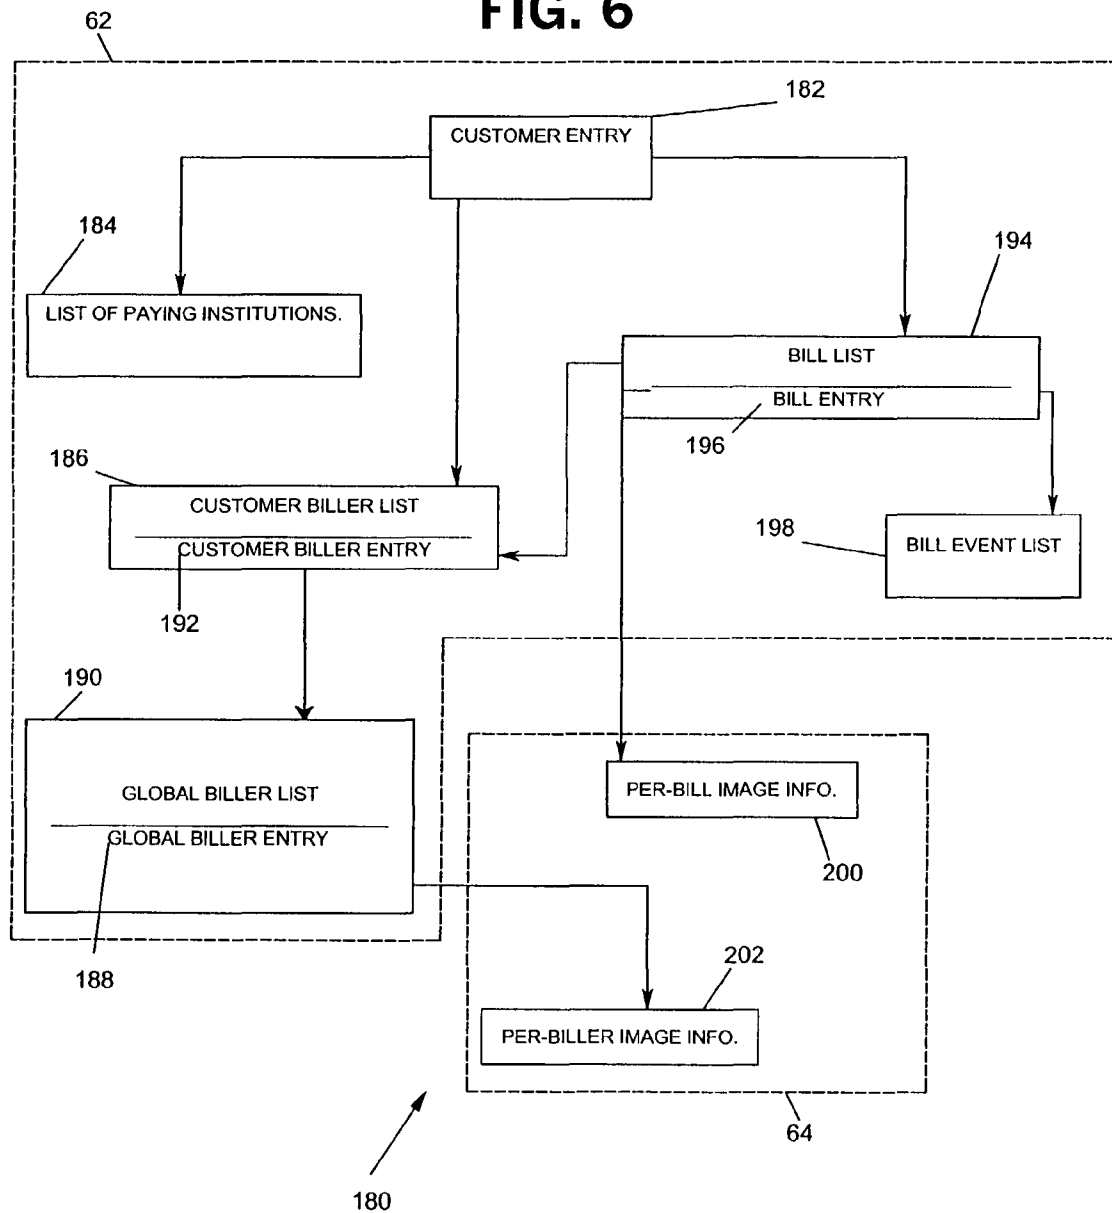 FIG. 6
62
182
CUSTOMER ENTRY
184
194
LIST OF PAYING INSTITUTIONS.
BILL LIST
BILL ENTRY
196
186
CUSTOMER BILLER LIST
198
BILL EVENT LIST
CUSTOMER BILLER ENTRY
192
190
PER-BILL IMAGE INFO.
GLOBAL BILLER LIST
GLOBAL BILLER ENTRY
200
202
188
PER-BILLER IMAGE INFO.
64
180